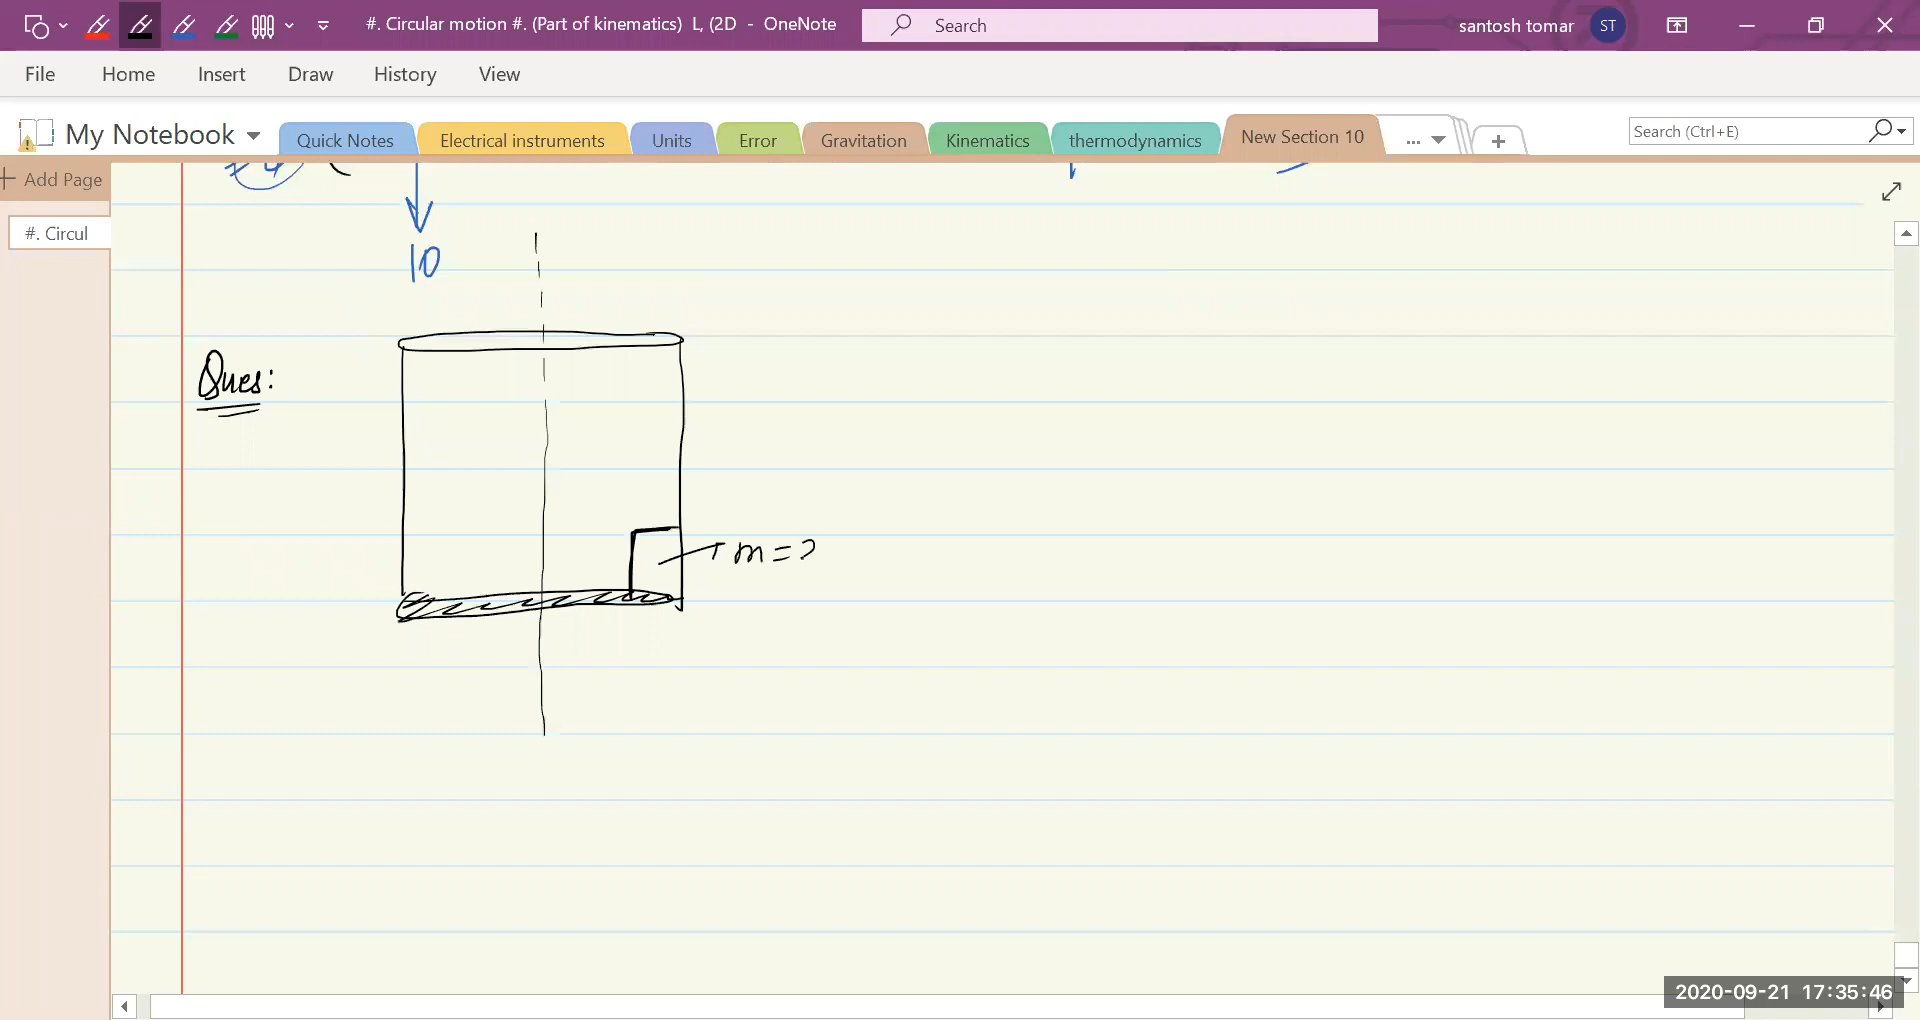 #. Circular motion #. (Part of kinematics) L, (2D - OneNote
Search
santosh tomar
ST
File Home Insert Draw History View
My Notebook
Quick Notes
Electrical instruments
Units
Error
Gravitation
Kinematics
thermodynamics
New Section 10
...
Search (Ctrl+E)
Add Page
#. Circul
10
Ques:
m = 2
2020-09-21 17:35:46